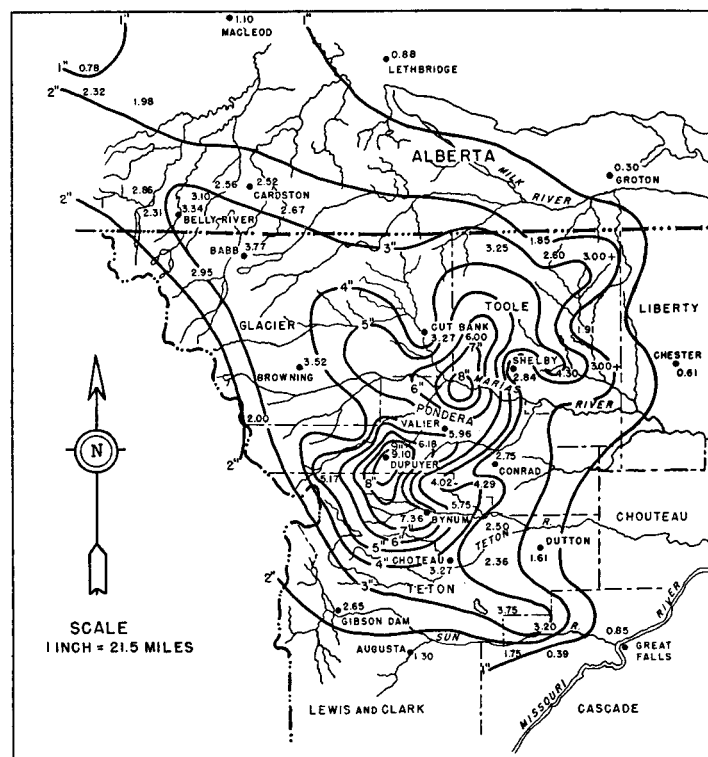 1"
1.10
MACLEOD
1"
0.88
LETHBRIDGE
1"
0.78
2"
2.32
1.98
ALBERTA
MILK
RIVER
0.30
GROTON
2"
2.86
2.56
2.52
CARDSTON
3.10
2.31
3.34
BELLY-RIVER
2.67
BABB
3.77
3"
3.25
1.85
2.60
3.00+
2.95
4"
TOOLE
LIBERTY
GLACIER
5"
CUT BANK
3.27
6.00
7"
1.91
SHELBY
2.84
4.30
3.00+
CHESTER
0.61
3.52
BROWNING
6"
8"
MARIAS
RIVER
PONDERA
VALIER
5.96
2.00
9"
6.18
9.10
DUPUYER
2.75
CONRAD
2"
5.17
8"
4.02
4.29
5.75
7.36
BYNUM
7"
6"
5"
4"
2.50
TETON
R.
CHOUTEAU
DUTTON
1.61
CHOTEAU
3.27
2.36
2"
3"
TETON
3.75
3.20
2.65
GIBSON DAM
SUN
R.
AUGUSTA
1.30
1.75
0.39
1"
0.85
GREAT
FALLS
MISSOURI
RIVER
LEWIS AND CLARK
CASCADE
N
SCALE
1 INCH = 21.5 MILES